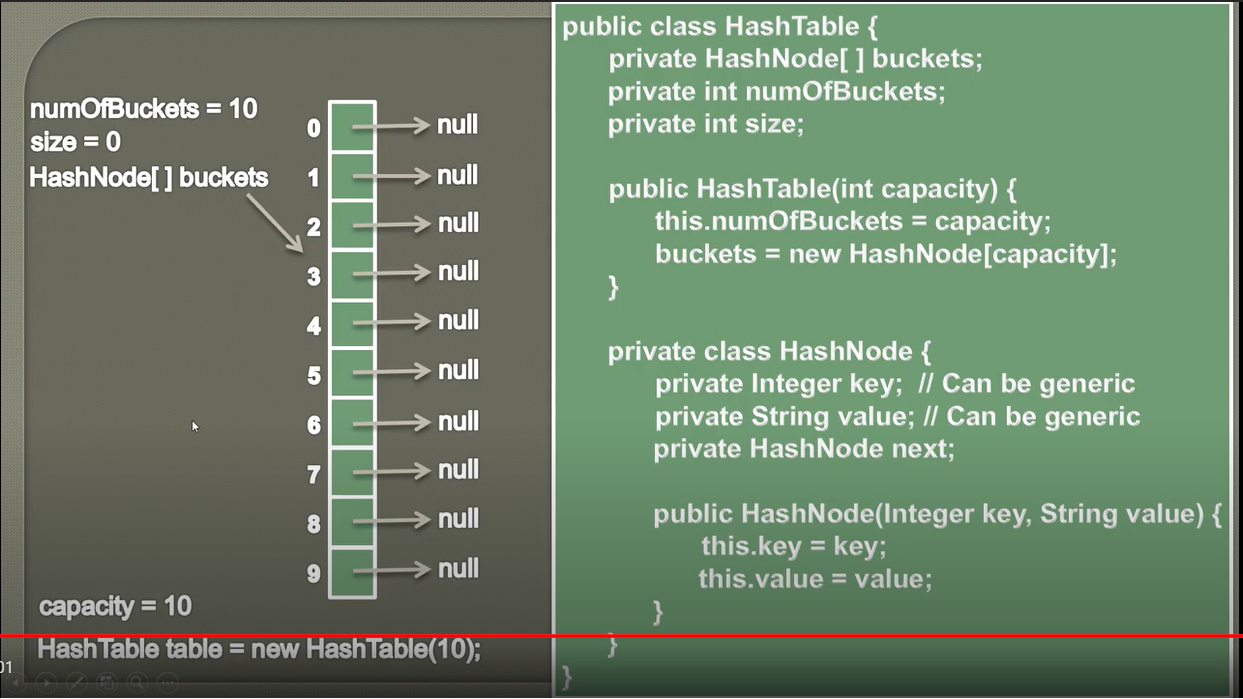 numOfBuckets = 10
size = 0
HashNode[ ] buckets
0 null
1 null
2 null
3 null
4 null
5 null
6 null
7 null
8 null
9 null
capacity = 10
HashTable table = new HashTable(10);
01
public class HashTable {
private HashNode[ ] buckets;
private int numOfBuckets;
private int size;
public HashTable(int capacity) {
this.numOfBuckets = capacity;
buckets = new HashNode[capacity];
}
private class HashNode {
private Integer key; // Can be generic
private String value; // Can be generic
private HashNode next;
public HashNode(Integer key, String value) {
this.key = key;
this.value = value;
}
}
}